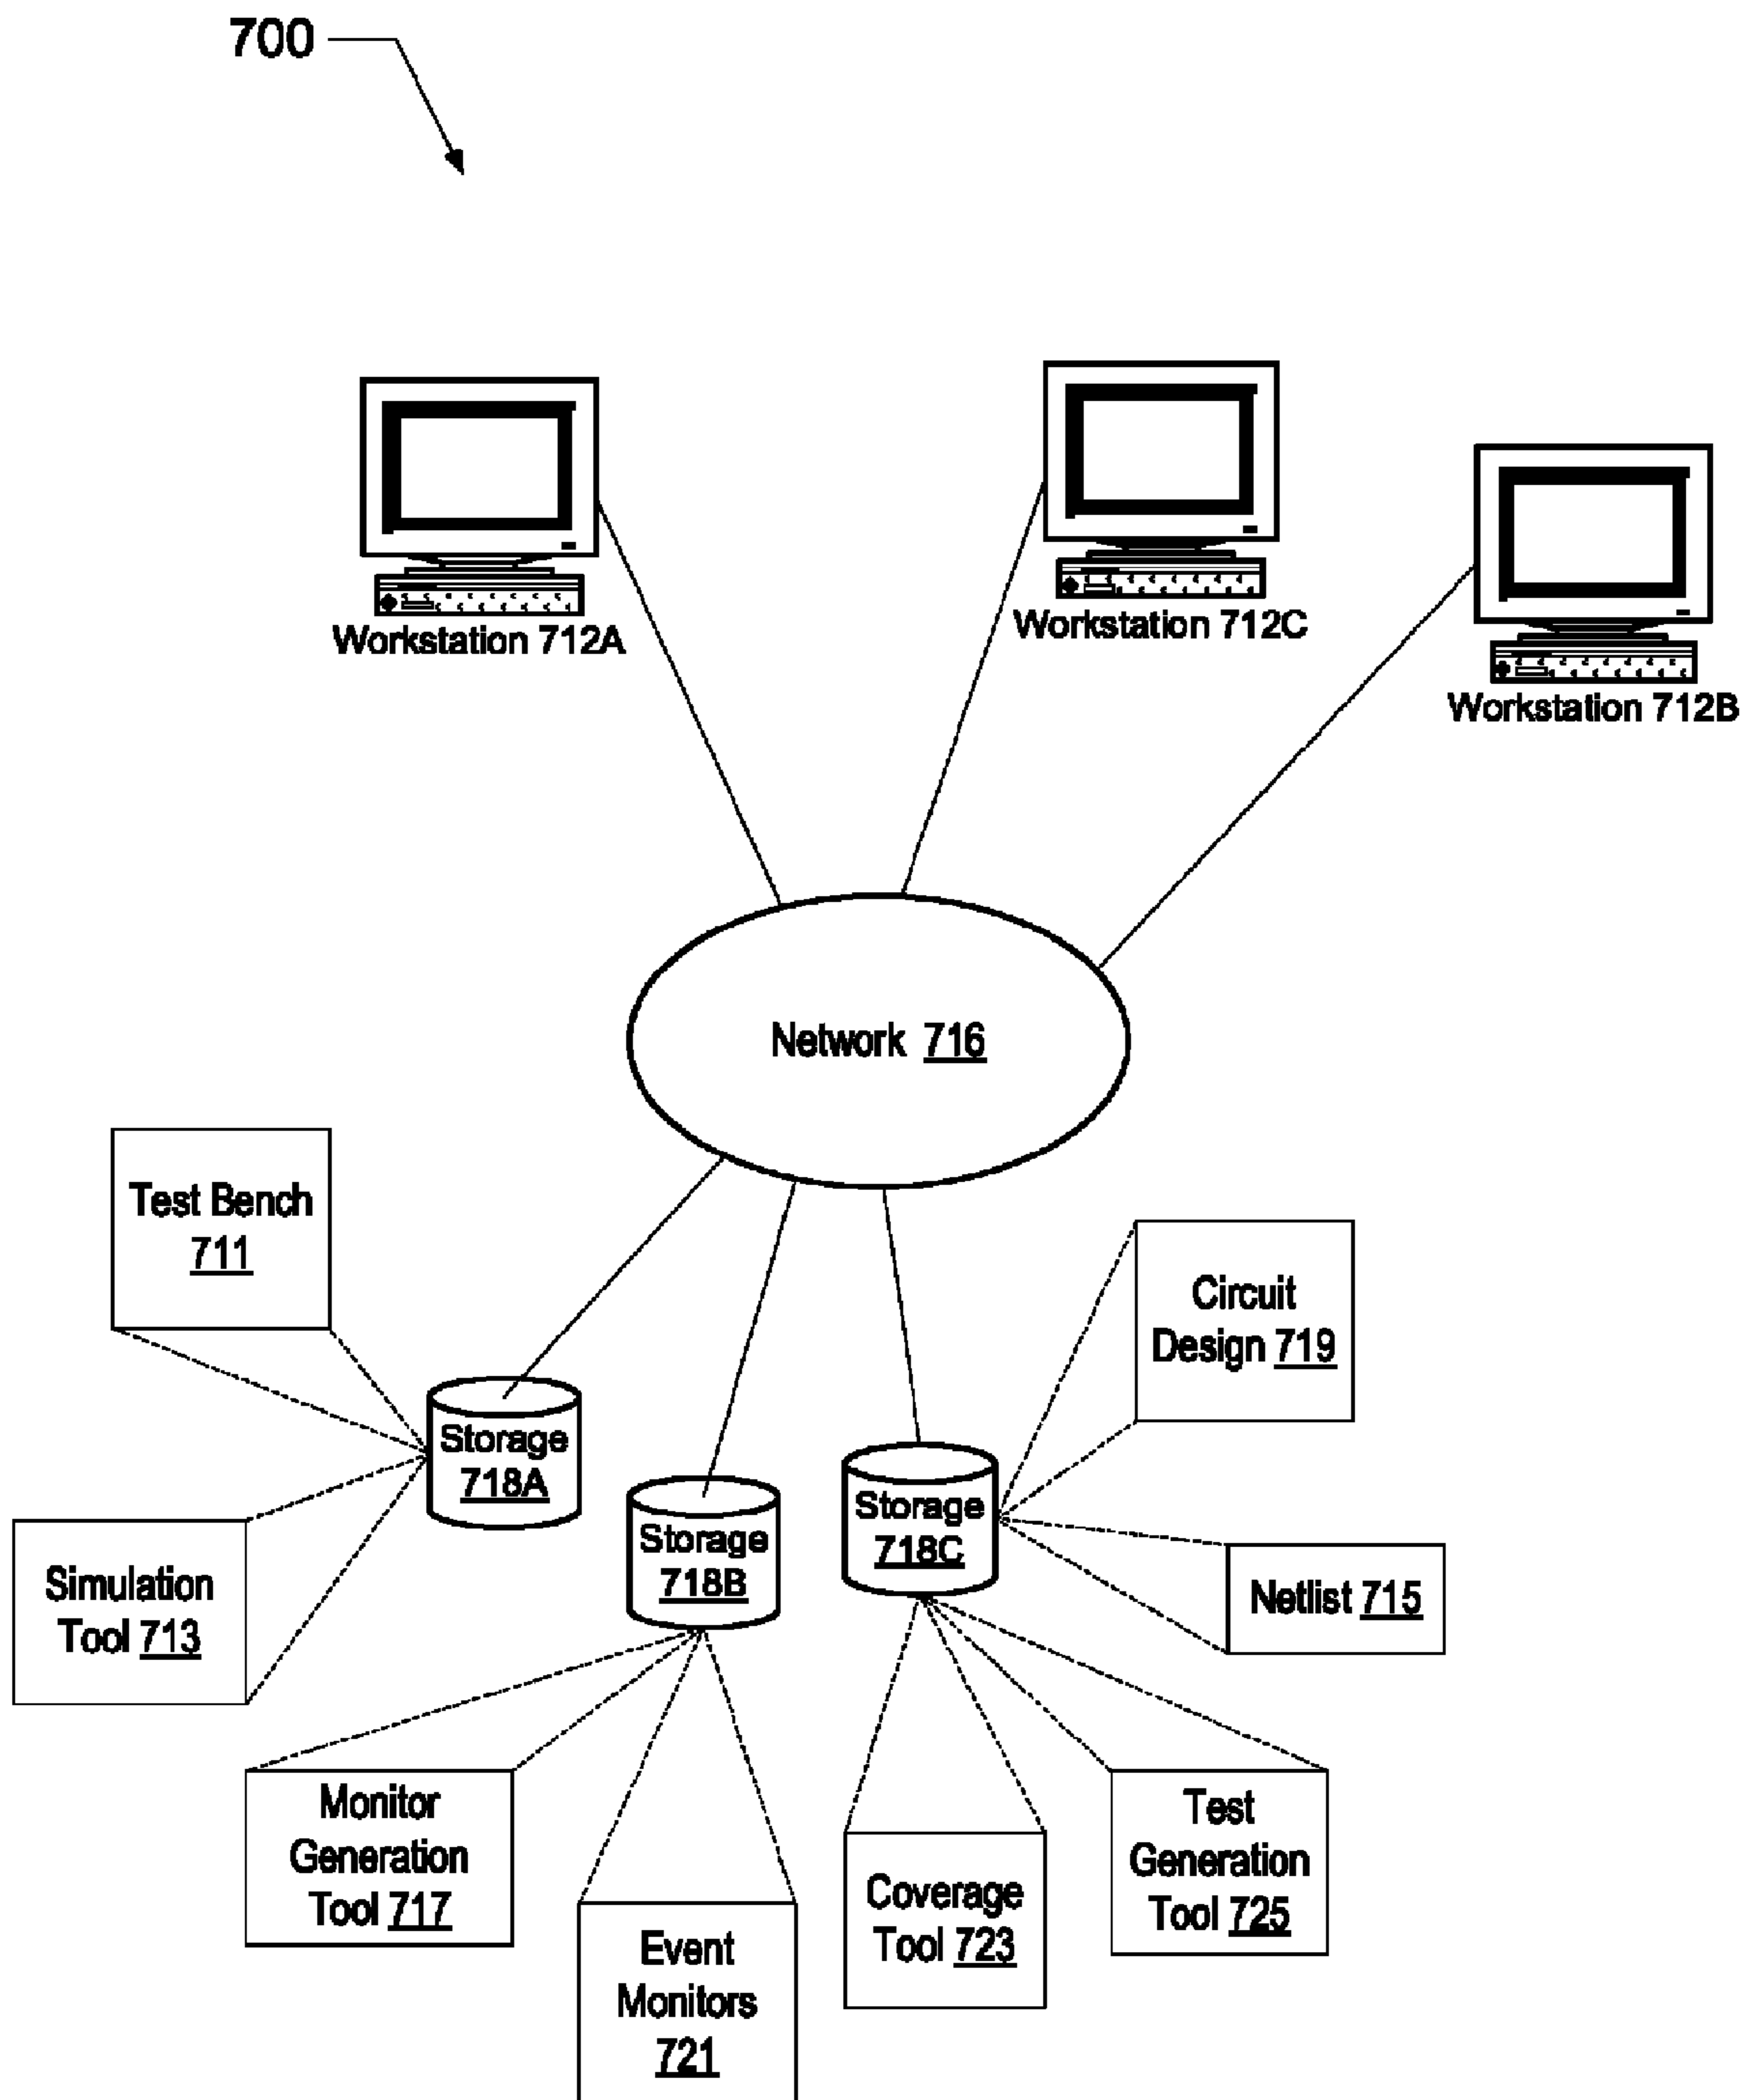 700
Workstation 712A
Workstation 712C
Workstation 712B
Network 716
Test Bench
711
Circuit
Design 719
Storage
718A
Storage
718B
Storage
718C
Simulation
Tool 713
Netlist 715
Monitor
Generation
Tool 717
Event
Monitors
721
Coverage
Tool 723
Test
Generation
Tool 725